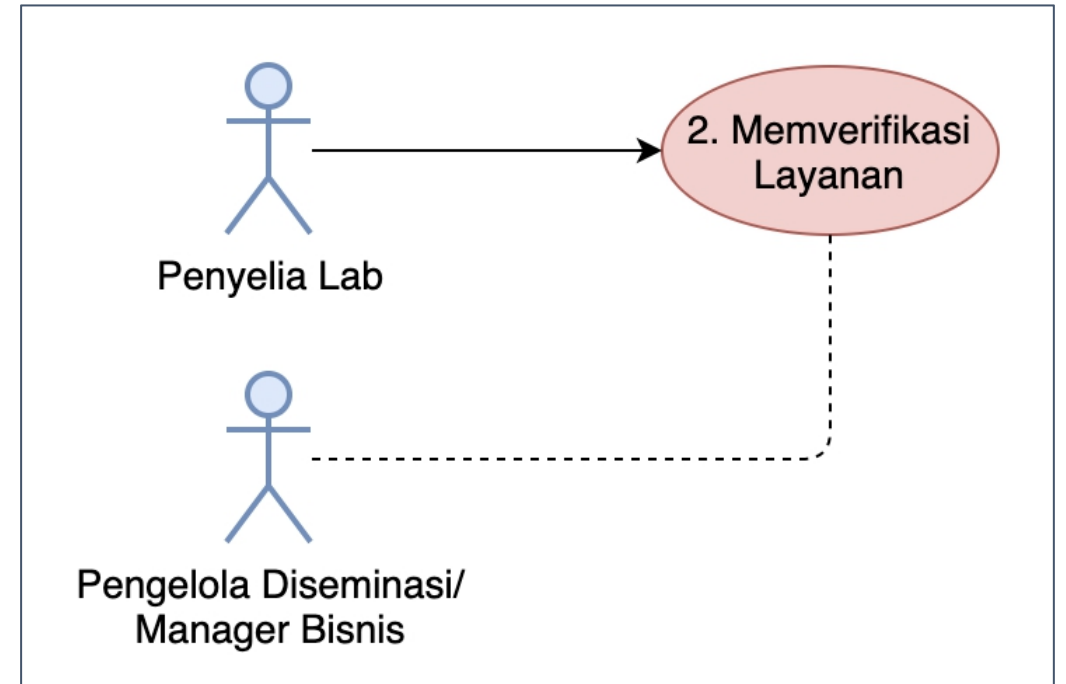 2. Memverifikasi
Layanan
Penyelia Lab
Pengelola Diseminasi/
Manager Bisnis